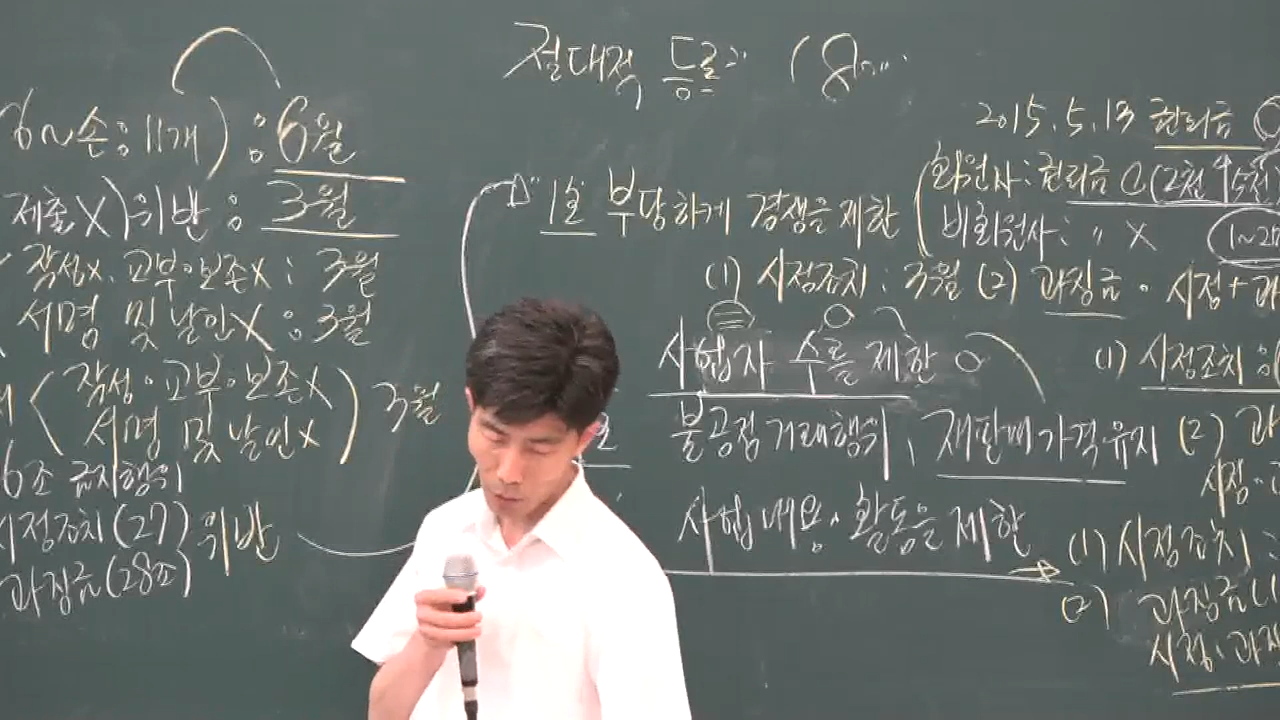 절대적 등록
손:11개) : 6월
제출X) 위반 : 3월
작성X. 교부·보존X : 3월
서명 및 날인X : 3월
작성·교부·보존X
서명 및 날인X
3월
6조 금지행위
시정조치(27) 위반
과징금(28조)
1호 부당하게 경쟁을 제한
2015.5.13 권리금
회원사:권리금 O(2천
비회원사: 〃 X
(1) 시정조치 : 3월 (2) 과징금 · 시정+과
사업자 수를 제한
(1) 시정조치 :
불공정거래행위, 재판매가격유지 (2) 과
시정·
사업내용·활동을 제한
(1) 시정조치 :
(2) 과징금
시정·과징